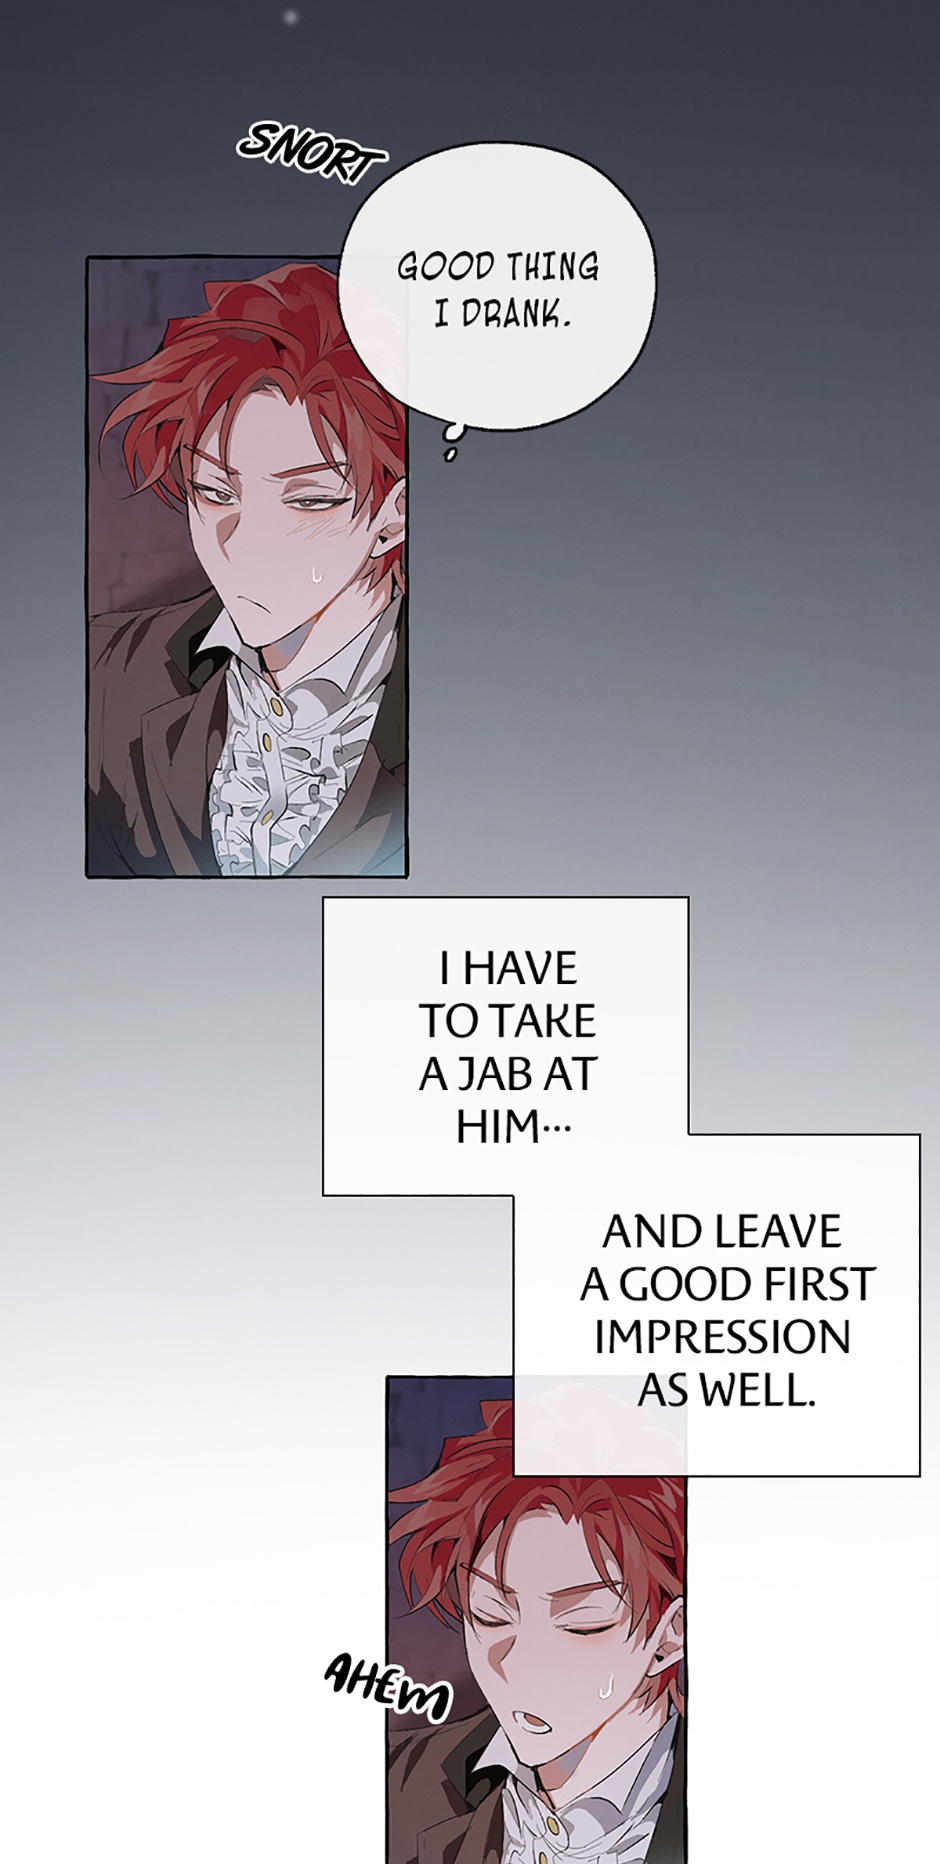 SNORT
GOOD THING
I DRANK.
I HAVE
TO TAKE
A JAB AT
HIM…
AND LEAVE
A GOOD FIRST
IMPRESSION
AS WELL.
AHEM